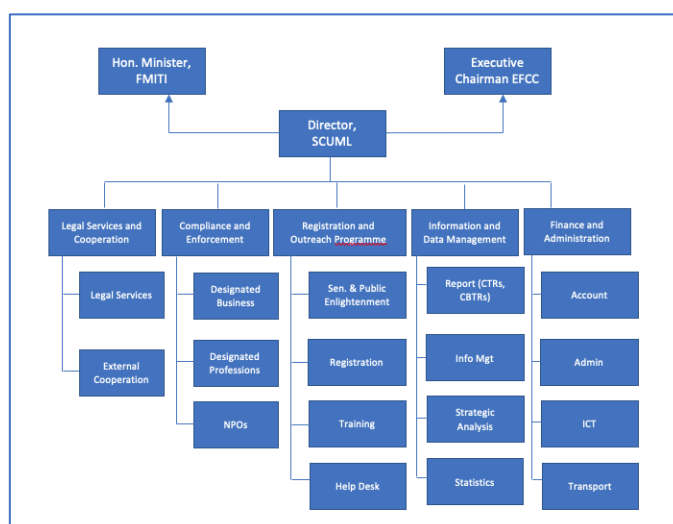 Hon. Minister,
FMITI
Executive
Chairman EFCC
Director,
SCUML
Legal Services and
Cooperation
Compliance and
Enforcement
Registration and
Outreach Programme
Information and
Data Management
Finance and
Administration
Legal Services
Designated
Business
Sen. & Public
Enlightenment
Report (CTRs,
CBTRs)
Account
External
Cooperation
Designated
Professions
Registration
Info Mgt
Admin
NPOs
Training
Strategic
Analysis
ICT
Help Desk
Statistics
Transport